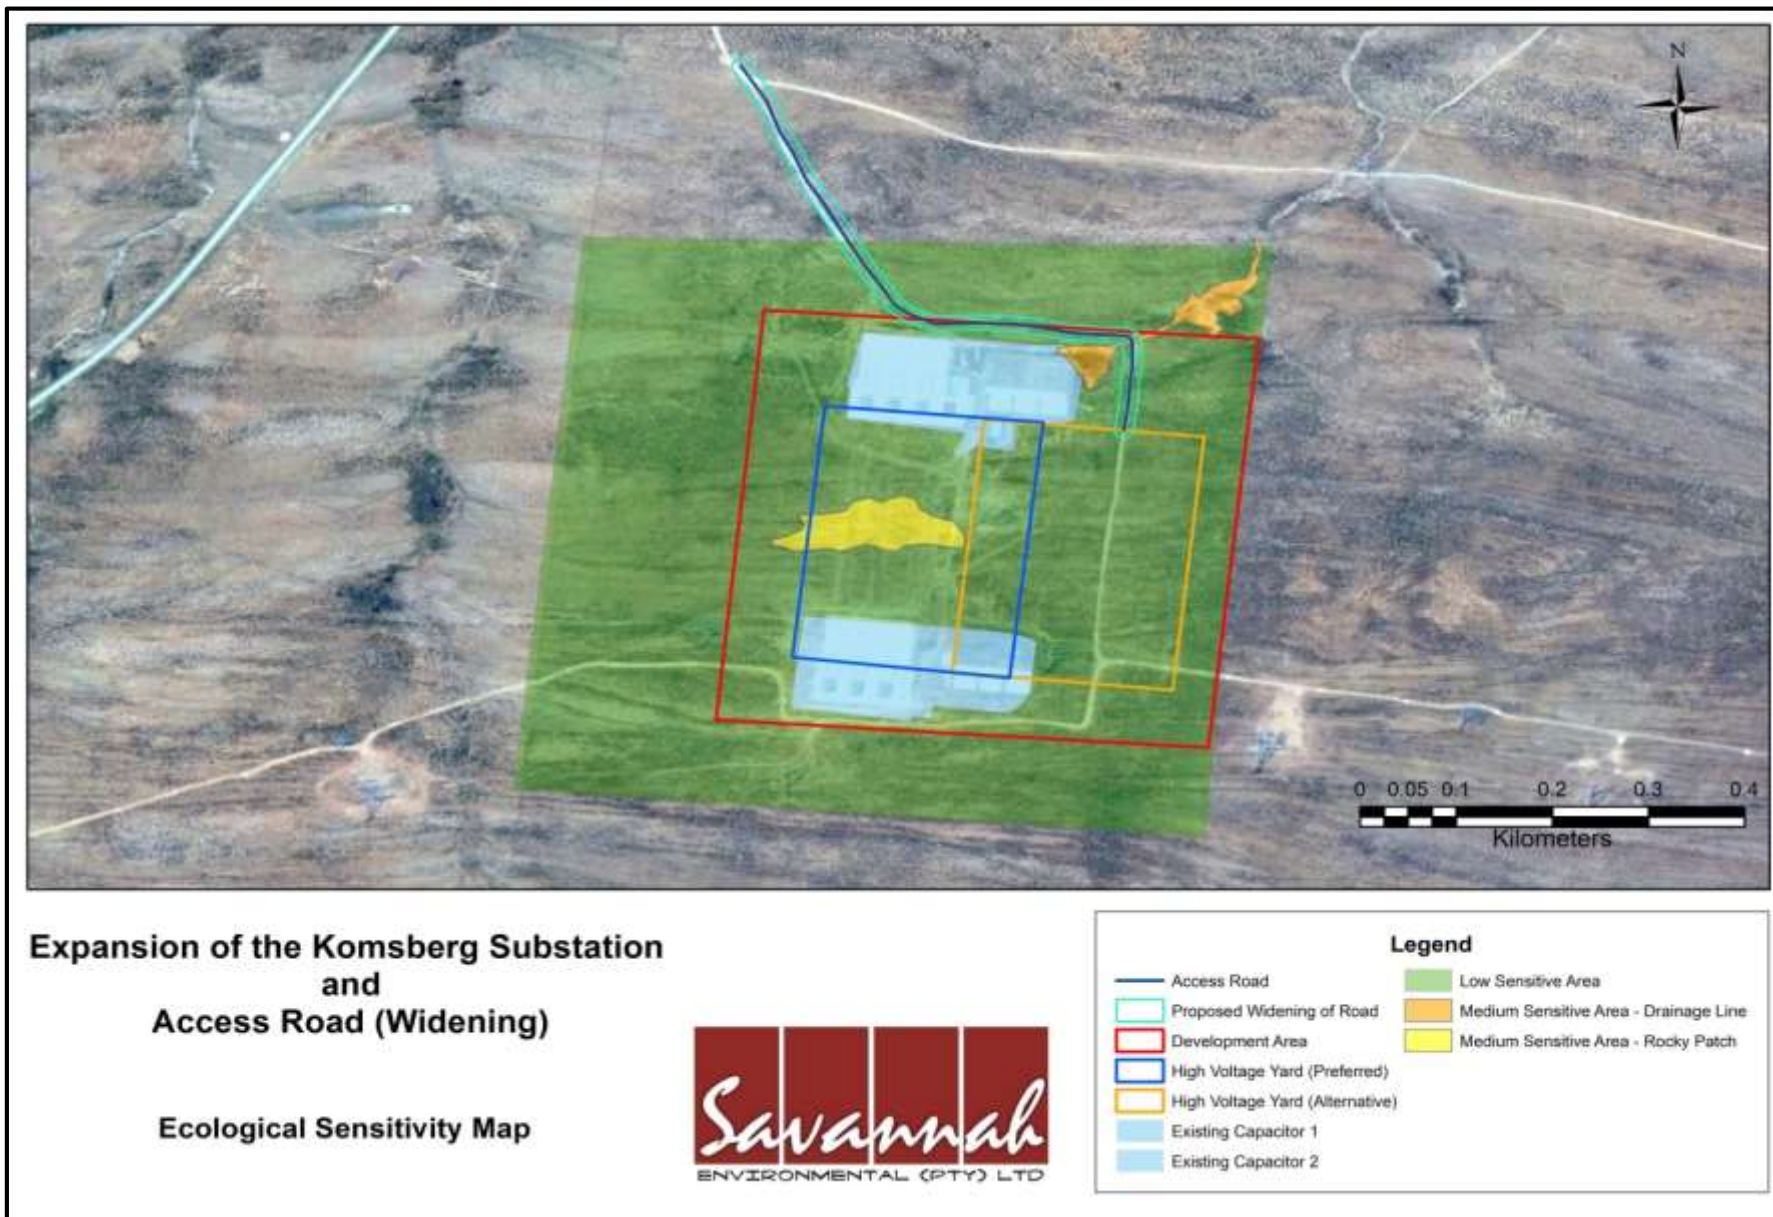 N
0 0.05 0.1 0.2 0.3 0.4
Kilometers
Expansion of the Komsberg Substation
and
Access Road (Widening)
Ecological Sensitivity Map
Savannah
ENVIRONMENTAL (PTY) LTD
Legend
Access Road
Proposed Widening of Road
Development Area
High Voltage Yard (Preferred)
High Voltage Yard (Alternative)
Existing Capacitor 1
Existing Capacitor 2
Low Sensitive Area
Medium Sensitive Area - Drainage Line
Medium Sensitive Area - Rocky Patch